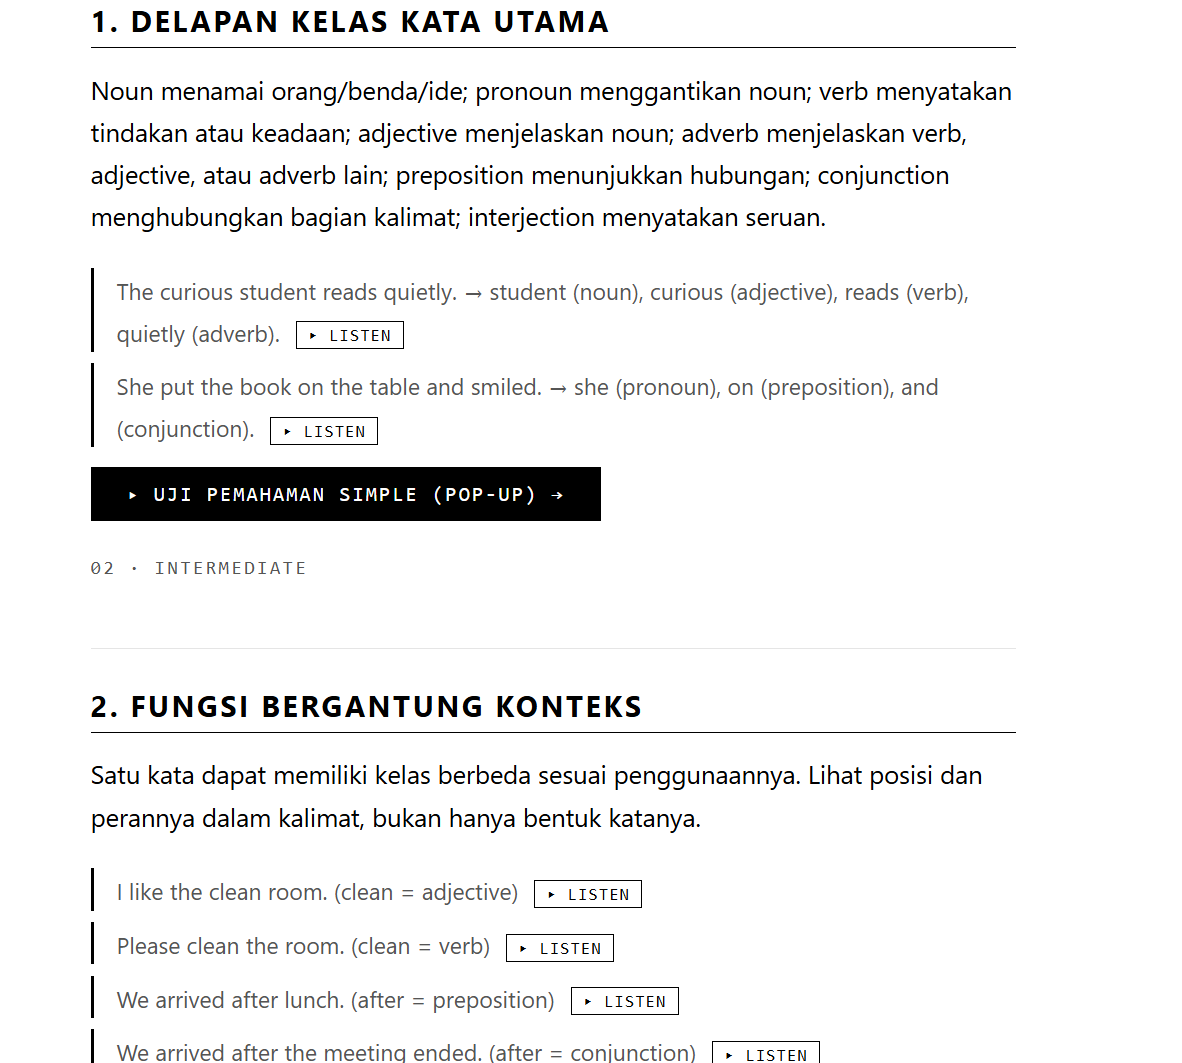 1. DELAPAN KELAS KATA UTAMA
Noun menamai orang/benda/ide; pronoun menggantikan noun; verb menyatakan
tindakan atau keadaan; adjective menjelaskan noun; adverb menjelaskan verb,
adjective, atau adverb lain; preposition menunjukkan hubungan; conjunction
menghubungkan bagian kalimat; interjection menyatakan seruan.
The curious student reads quietly. → student (noun), curious (adjective), reads (verb),
quietly (adverb). ▸ LISTEN
She put the book on the table and smiled. → she (pronoun), on (preposition), and
(conjunction). ▸ LISTEN
▸ UJI PEMAHAMAN SIMPLE (POP-UP) →
02 · INTERMEDIATE
2. FUNGSI BERGANTUNG KONTEKS
Satu kata dapat memiliki kelas berbeda sesuai penggunaannya. Lihat posisi dan
perannya dalam kalimat, bukan hanya bentuk katanya.
I like the clean room. (clean = adjective) ▸ LISTEN
Please clean the room. (clean = verb) ▸ LISTEN
We arrived after lunch. (after = preposition) ▸ LISTEN
We arrived after the meeting ended. (after = conjunction) ▸ LISTEN